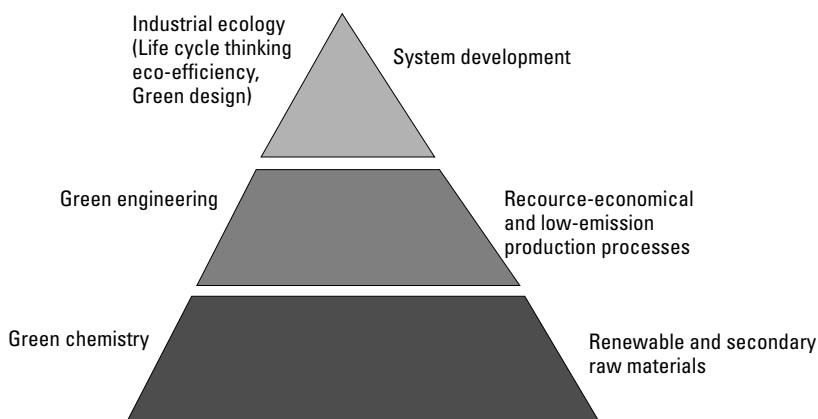 Industrial ecology
(Life cycle thinking
eco-efficiency,
Green design)
System development
Green engineering
Recource-economical
and low-emission
production processes
Green chemistry
Renewable and secondary
raw materials